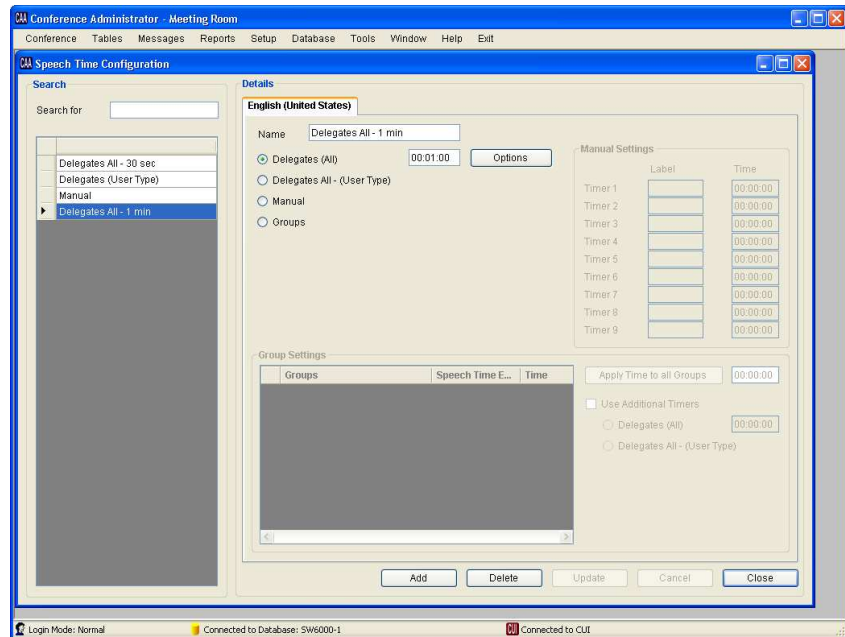 CAA Conference Administrator - Meeting Room
Conference Tables Messages Reports Setup Database Tools Window Help Exit
CAA Speech Time Configuration
Search
Search for
Delegates All - 30 sec
Delegates (User Type)
Manual
Delegates All - 1 min
Details
English (United States)
Name Delegates All - 1 min
Delegates (All) 00:01:00 Options
Delegates All - (User Type)
Manual
Groups
Manual Settings
Label Time
Timer 1 00:00:00
Timer 2 00:00:00
Timer 3 00:00:00
Timer 4 00:00:00
Timer 5 00:00:00
Timer 6 00:00:00
Timer 7 00:00:00
Timer 8 00:00:00
Timer 9 00:00:00
Group Settings
Groups Speech Time E... Time
Apply Time to all Groups 00:00:00
Use Additional Timers
Delegates (All) 00:00:00
Delegates All - (User Type)
Add Delete Update Cancel Close
Login Mode: Normal Connected to Database: SW6000-1 CUI Connected to CUI